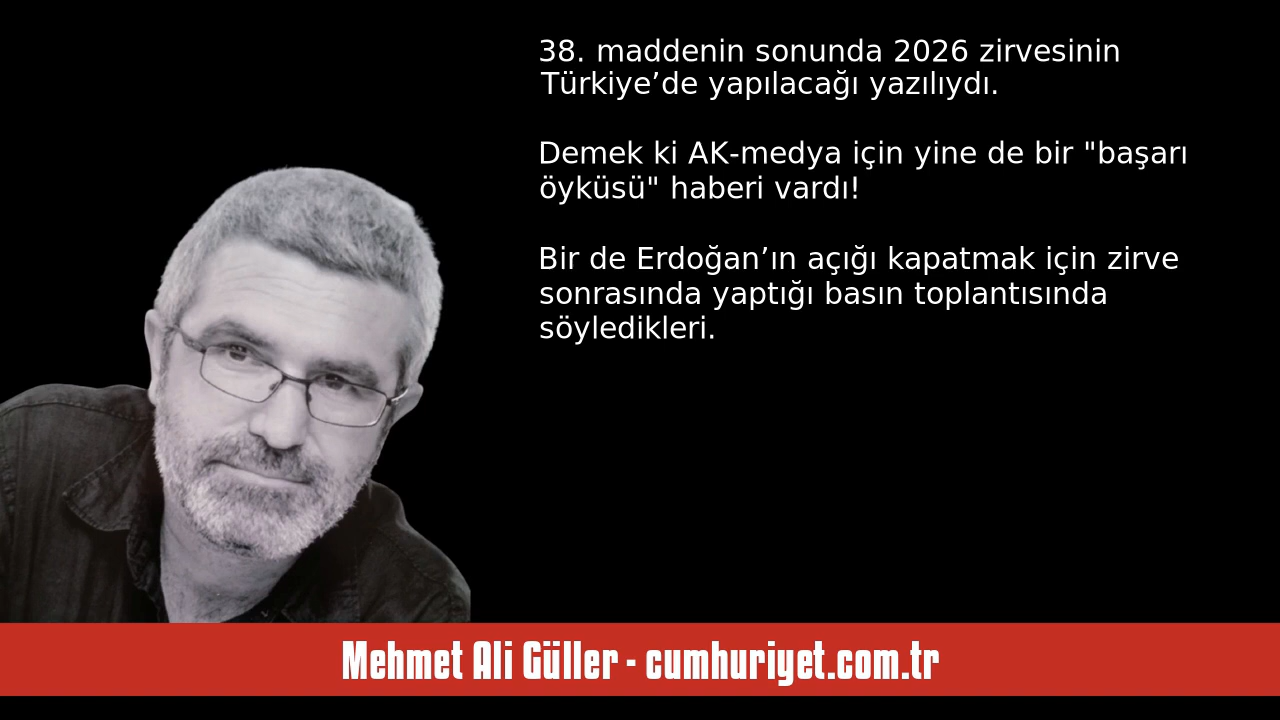 38. maddenin sonunda 2026 zirvesinin
Türkiye’de yapılacağı yazılıydı.
Demek ki AK-medya için yine de bir "başarı
öyküsü" haberi vardı!
Bir de Erdoğan’ın açığı kapatmak için zirve
sonrasında yaptığı basın toplantısında
söyledikleri.
Mehmet Ali Güller - cumhuriyet.com.tr